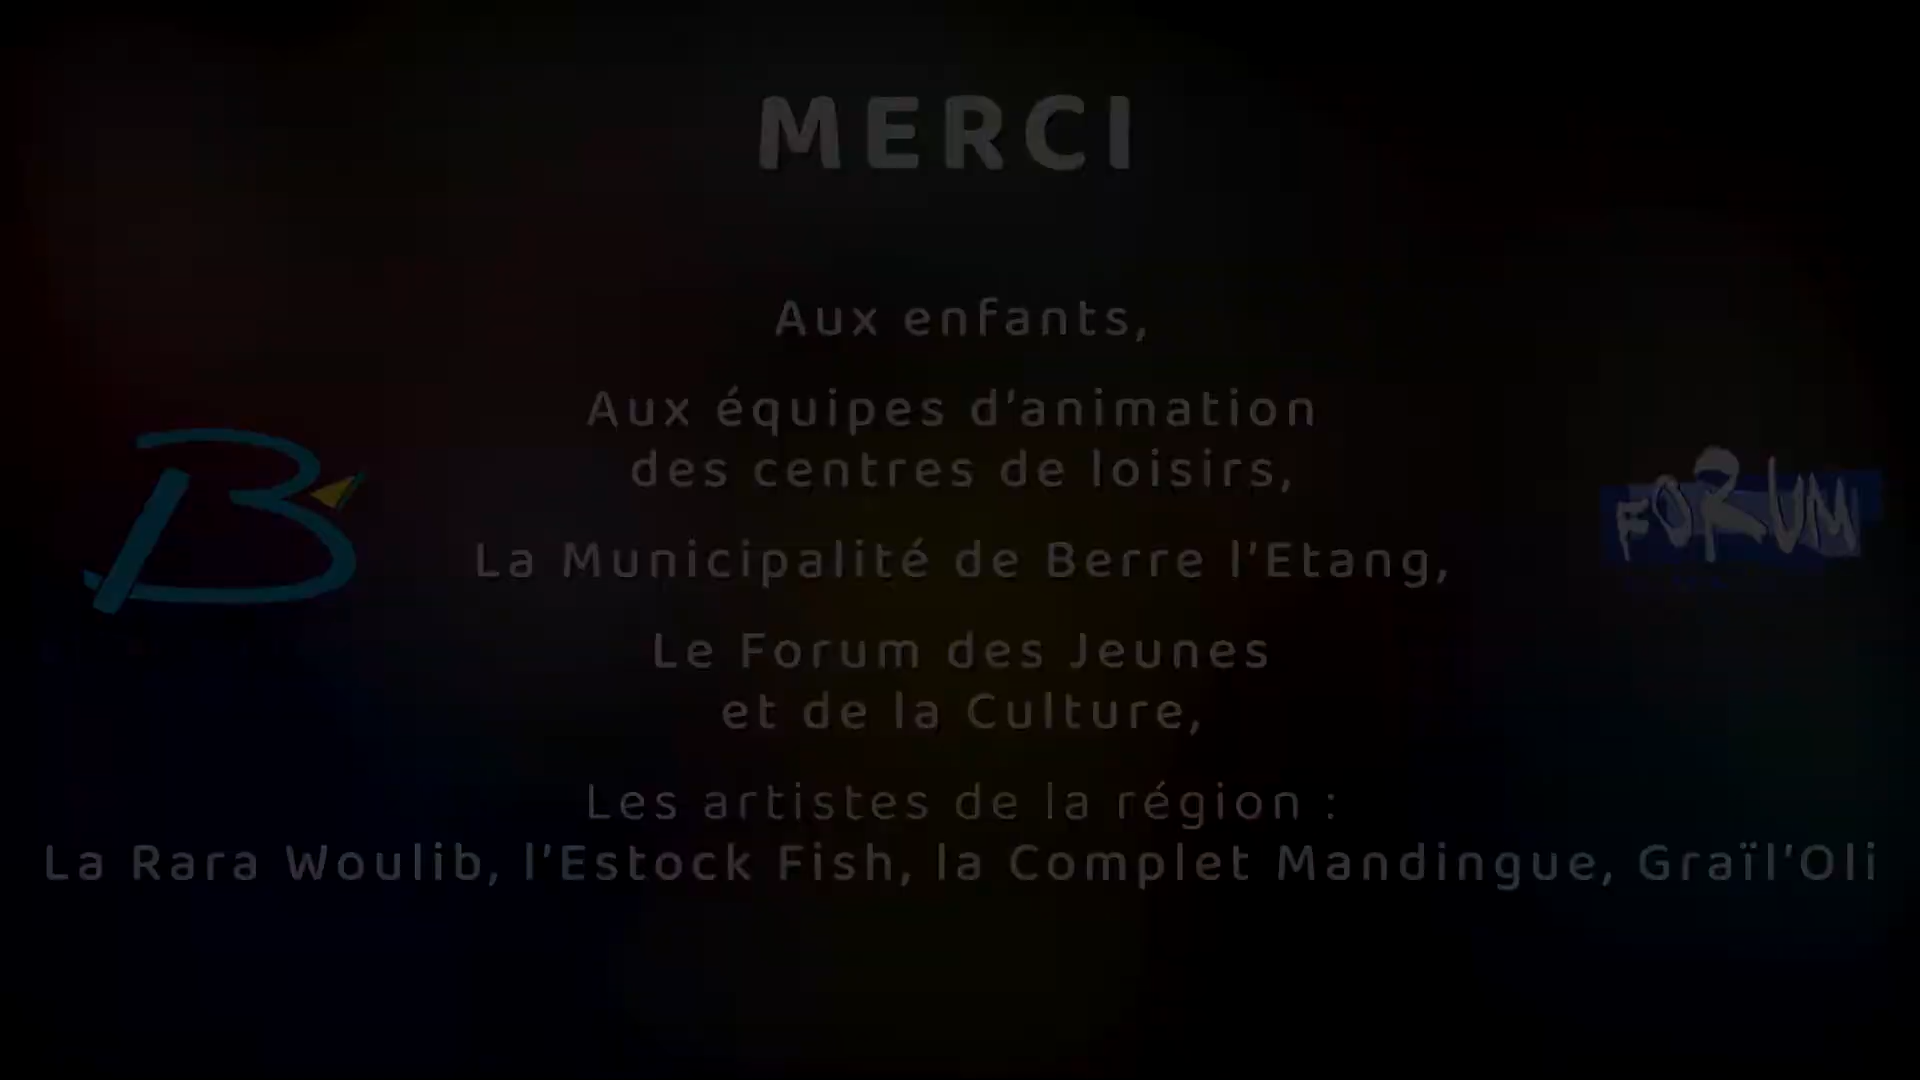 MERCI
Aux enfants,
Aux équipes d'animation
des centres de loisirs,
La Municipalité de Berre l'Etang,
B
FORUM
Le Forum des Jeunes
et de la Culture,
Les artistes de la région :
La Rara Woulib, l'Estock Fish, la Complet Mandingue, Graïl'Oli